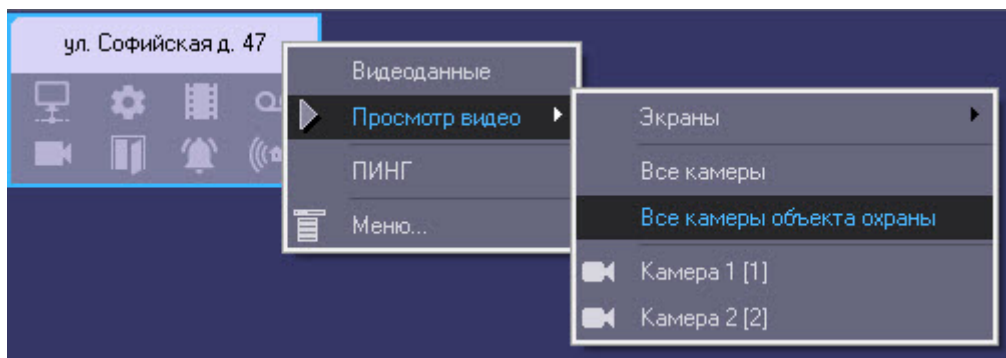 ул. Софийская д. 47
Видеоданные
Просмотр видео
ПИНГ
Меню...
Экраны
Все камеры
Все камеры объекта охраны
Камера 1 [1]
Камера 2 [2]